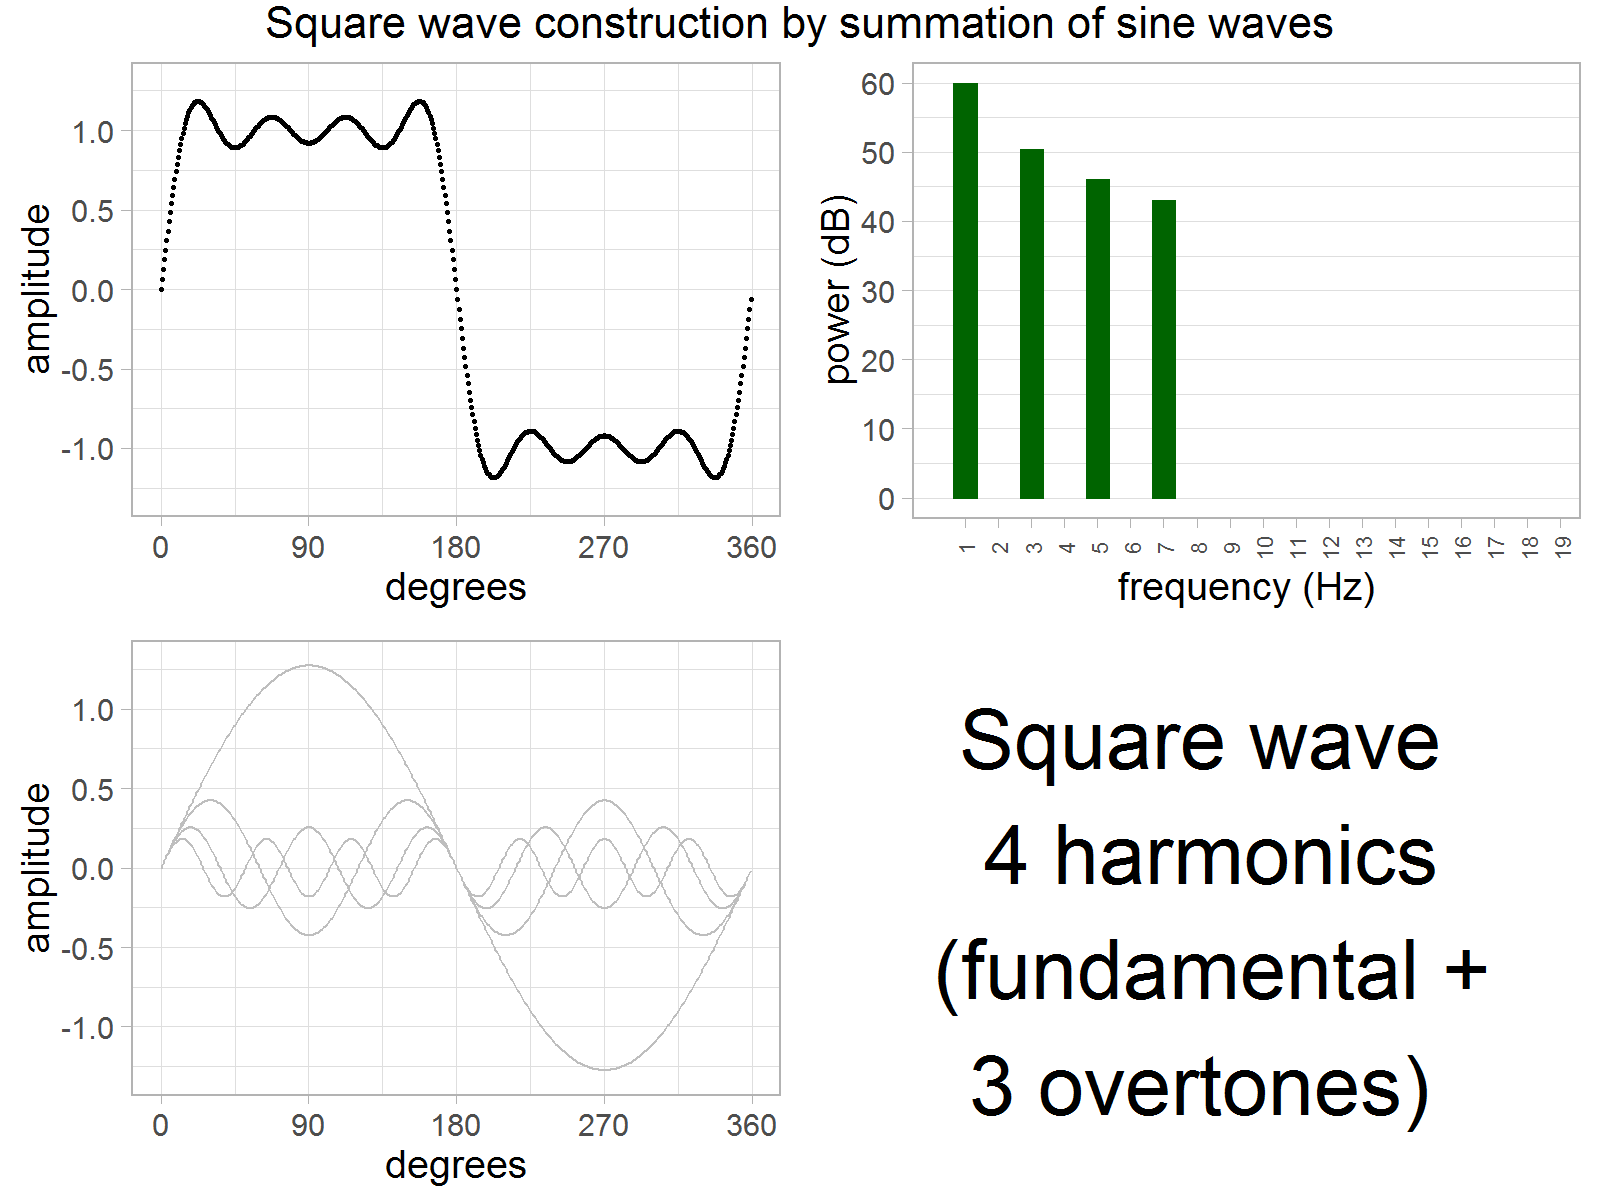 Square wave construction by summation of sine waves
amplitude
1.0
0.5
0.0
-0.5
-1.0
0 90 180 270 360
degrees
power (dB)
60
50
40
30
20
10
0
1 2 3 4 5 6 7 8 9 10 11 12 13 14 15 16 17 18 19
frequency (Hz)
amplitude
1.0
0.5
0.0
-0.5
-1.0
0 90 180 270 360
degrees
Square wave
4 harmonics
(fundamental +
3 overtones)